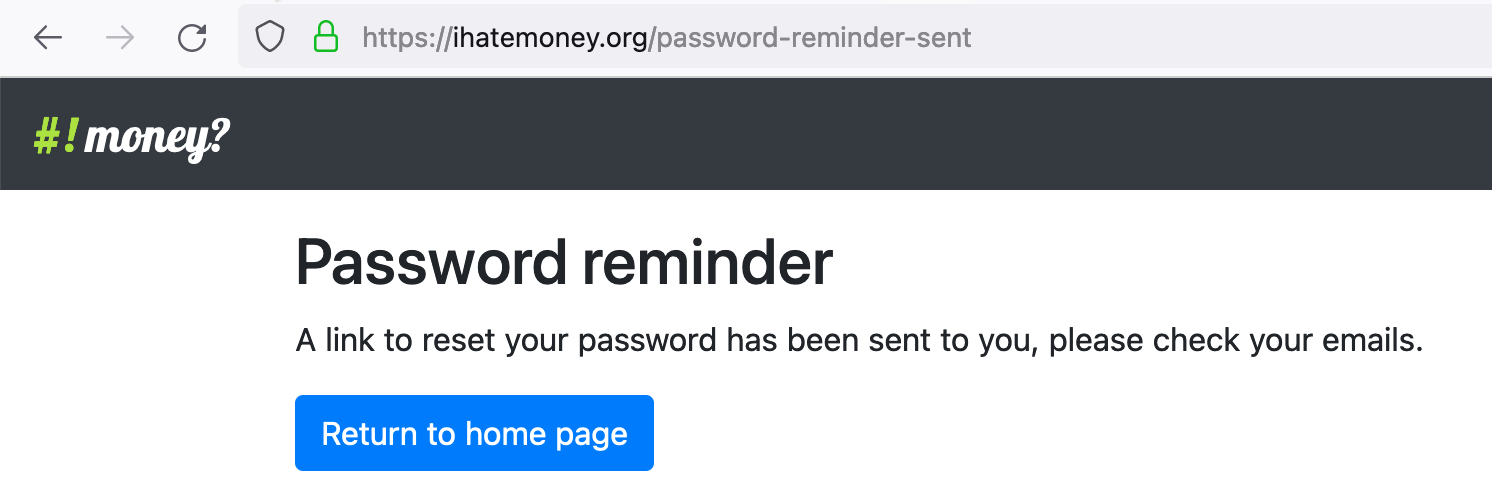 https://ihatemoney.org/password-reminder-sent
#! money?
Password reminder
A link to reset your password has been sent to you, please check your emails.
Return to home page